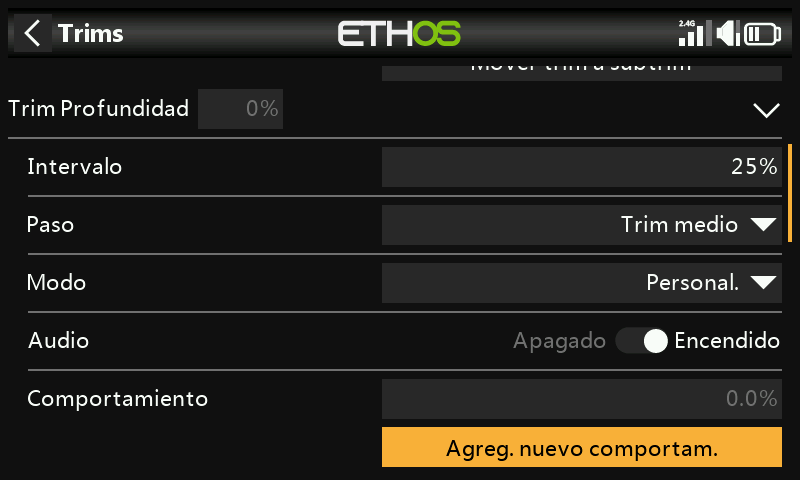 Trims
ETHOS
2.4G
Mover trim a subtrim
Trim Profundidad 0%
Intervalo 25%
Paso Trim medio
Modo Personal.
Audio Apagado Encendido
Comportamiento 0.0%
Agreg. nuevo comportam.